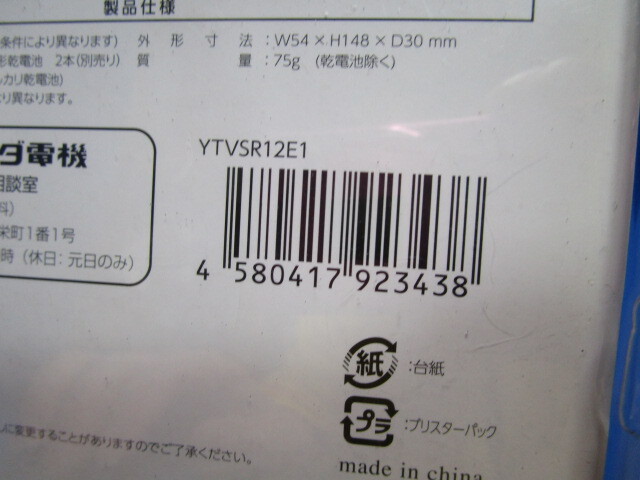 製品仕様
条件により異なります) 外形寸法:W54×H148×D30 mm
形乾電池 2本(別売り) 質量:75g (乾電池除く)
ルカリ乾電池)
より異なります。
ダ電機
相談室
料)
栄町1番1号
時(休日:元日のみ)
YTVSR12E1
4 580417 923438
紙 :台紙
プラ :ブリスターパック
しに変更することがありますのでご了承ください。
made in china